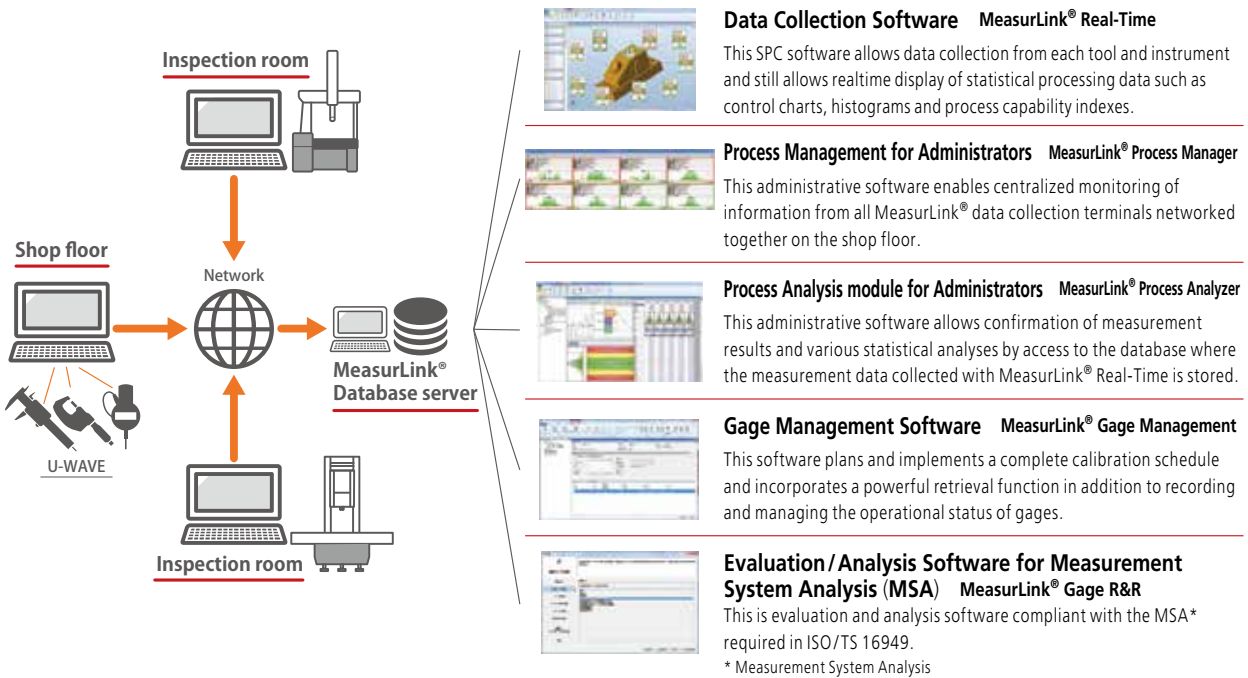 Inspection room
Shop floor
Network
U-WAVE
MeasurLink®
Database server
Inspection room
Data Collection Software MeasurLink® Real-Time
This SPC software allows data collection from each tool and instrument
and still allows realtime display of statistical processing data such as
control charts, histograms and process capability indexes.
Process Management for Administrators MeasurLink® Process Manager
This administrative software enables centralized monitoring of
information from all MeasurLink® data collection terminals networked
together on the shop floor.
Process Analysis module for Administrators MeasurLink® Process Analyzer
This administrative software allows confirmation of measurement
results and various statistical analyses by access to the database where
the measurement data collected with MeasurLink® Real-Time is stored.
Gage Management Software MeasurLink® Gage Management
This software plans and implements a complete calibration schedule
and incorporates a powerful retrieval function in addition to recording
and managing the operational status of gages.
Evaluation/Analysis Software for Measurement
System Analysis (MSA) MeasurLink® Gage R&R
This is evaluation and analysis software compliant with the MSA*
required in ISO/TS 16949.
* Measurement System Analysis